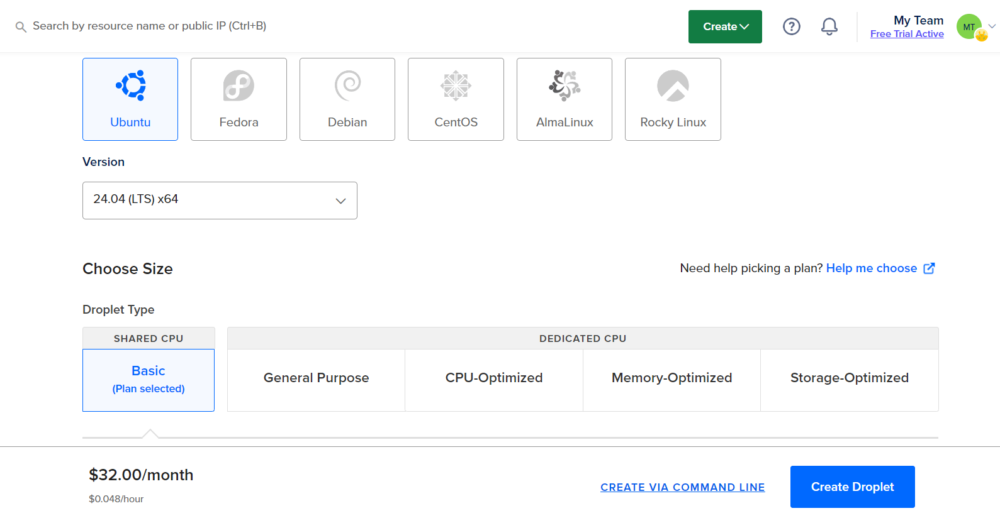 Search by resource name or public IP (Ctrl+B)
Create
My Team
Free Trial Active
MT
Ubuntu
Fedora
Debian
CentOS
AlmaLinux
Rocky Linux
Version
24.04 (LTS) x64
Choose Size
Need help picking a plan? Help me choose
Droplet Type
SHARED CPU
DEDICATED CPU
Basic
(Plan selected)
General Purpose
CPU-Optimized
Memory-Optimized
Storage-Optimized
$32.00/month
$0.048/hour
CREATE VIA COMMAND LINE
Create Droplet